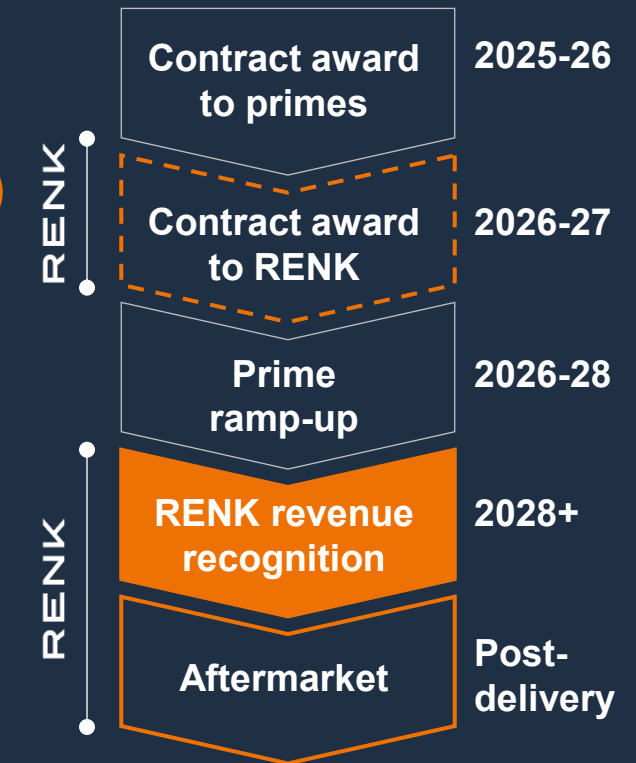 Contract award
to primes
2025-26
RENK
Contract award
to RENK
2026-27
Prime
ramp-up
2026-28
RENK
RENK revenue
recognition
2028+
Aftermarket
Post-
delivery